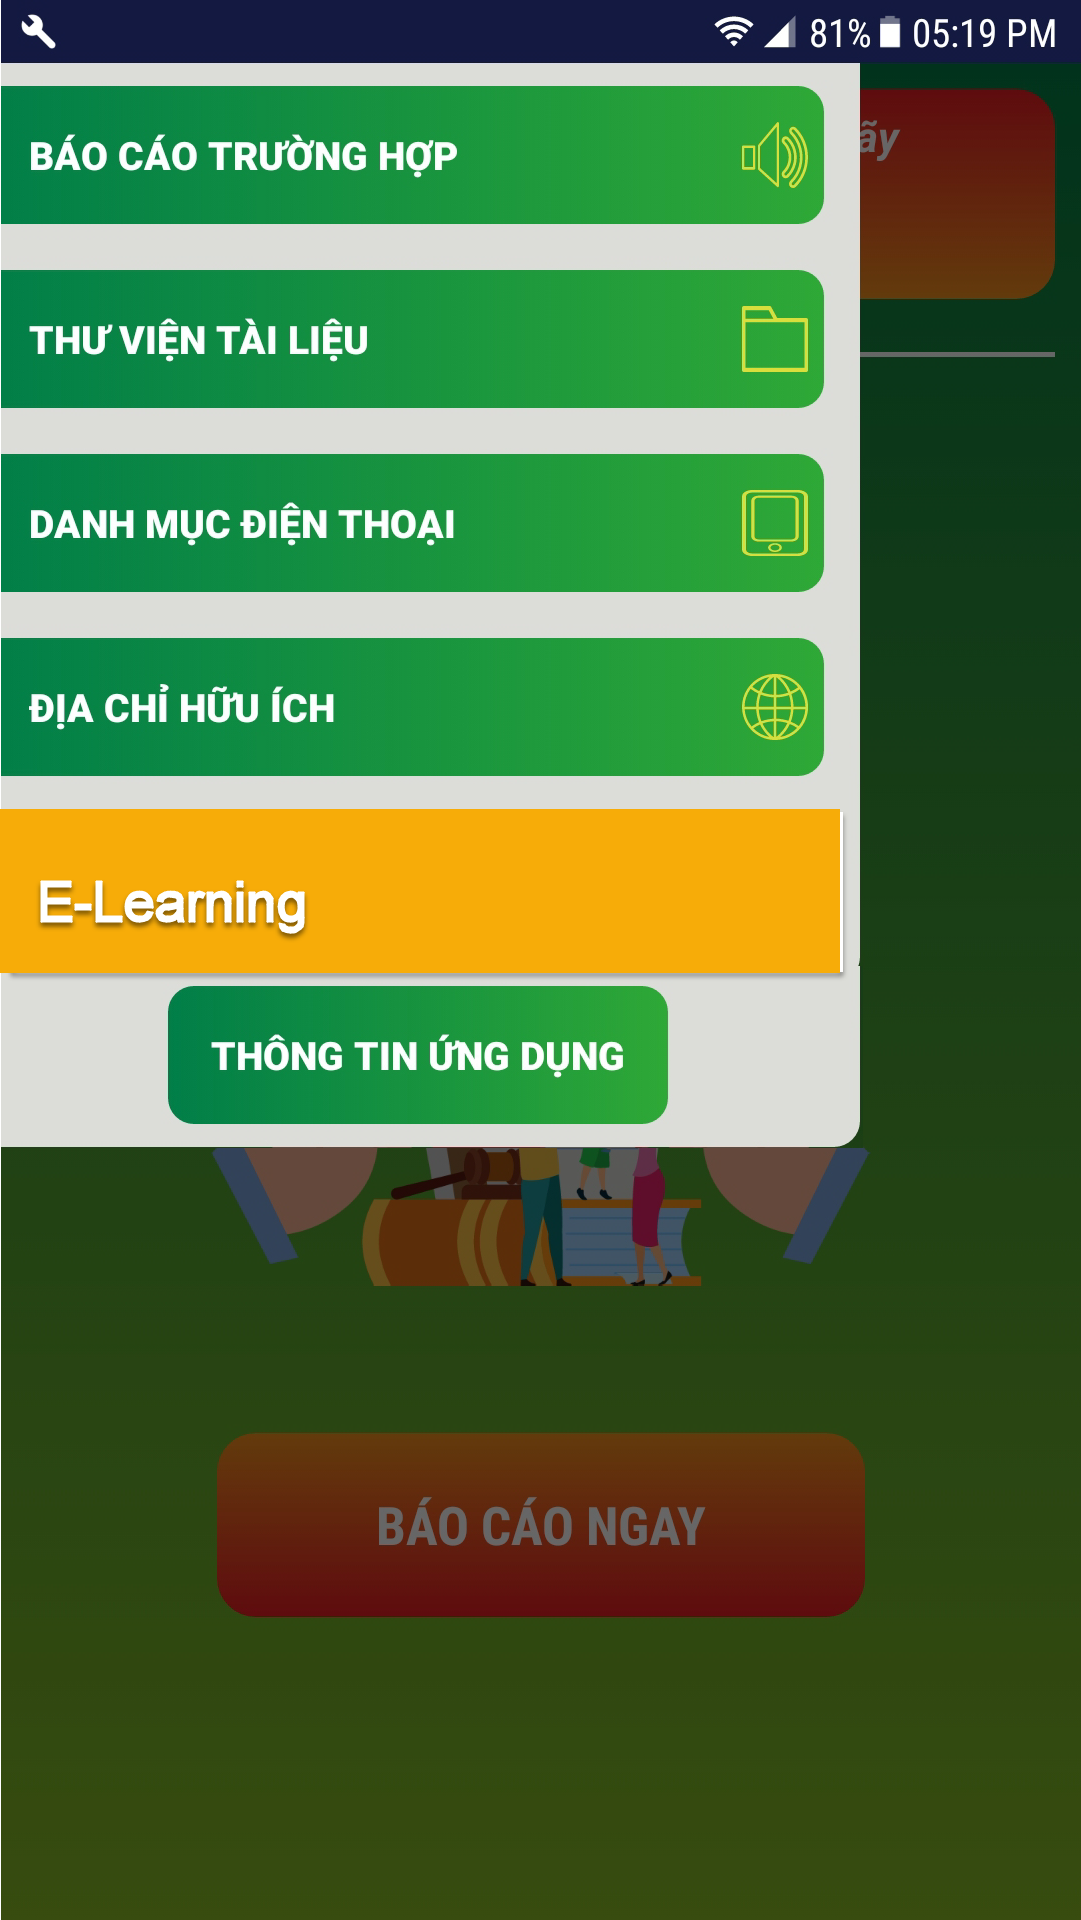 81% 05:19 PM
BÁO CÁO TRƯỜNG HỢP
THƯ VIỆN TÀI LIỆU
DANH MỤC ĐIỆN THOẠI
ĐỊA CHỈ HỮU ÍCH
E-Learning
THÔNG TIN ỨNG DỤNG
BÁO CÁO NGAY